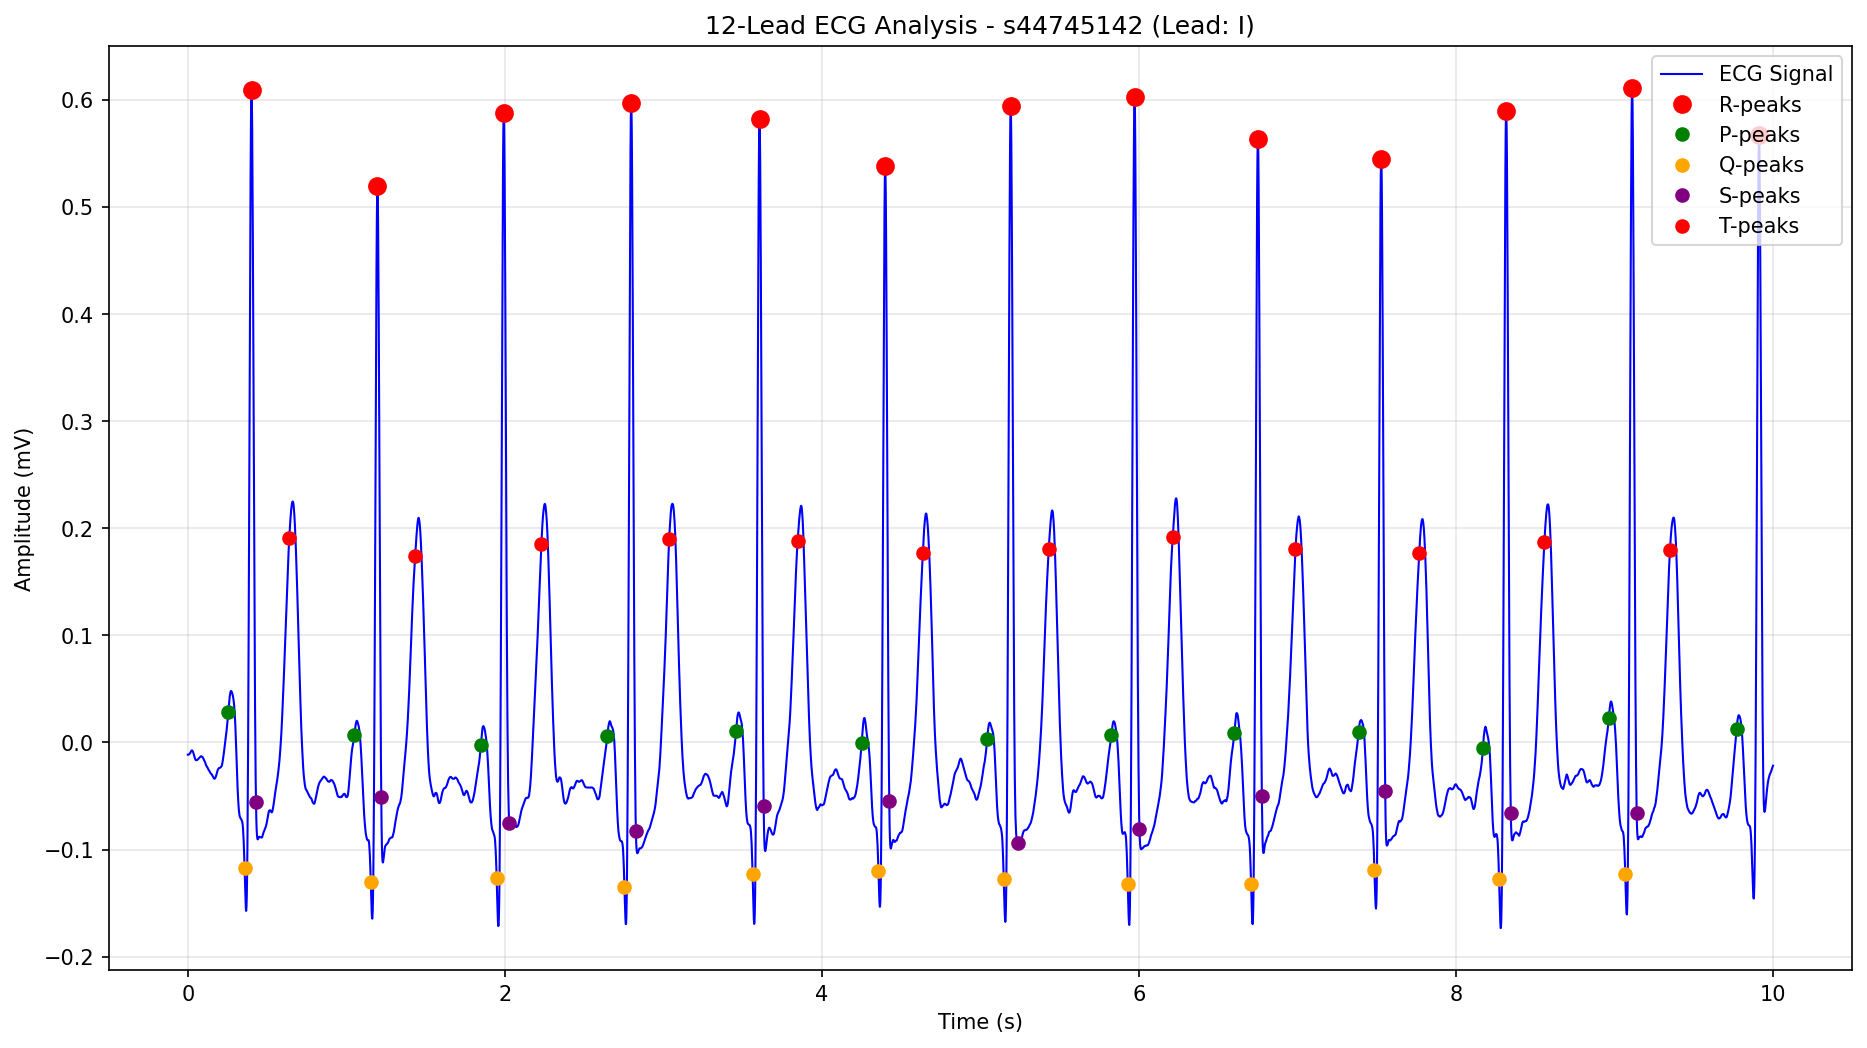 12-Lead ECG Analysis - s44745142 (Lead: I)
ECG Signal
R-peaks
P-peaks
Q-peaks
S-peaks
T-peaks
Amplitude (mV)
0.6
0.5
0.4
0.3
0.2
0.1
0.0
−0.1
−0.2
0 2 4 6 8 10
Time (s)